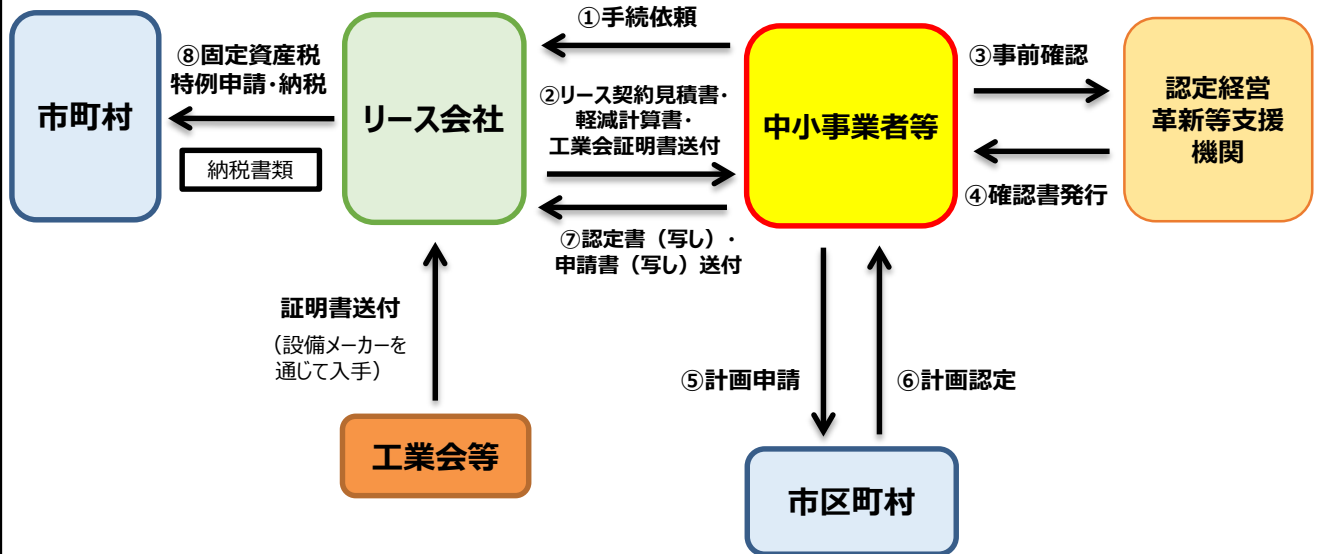 ①手続依頼
市町村
⑧固定資産税
特例申請・納税
納税書類
リース会社
②リース契約見積書・
軽減計算書・
工業会証明書送付
⑦認定書（写し）・
申請書（写し）送付
中小事業者等
③事前確認
④確認書発行
認定経営
革新等支援
機関
証明書送付
（設備メーカーを
通じて入手）
工業会等
⑤計画申請
⑥計画認定
市区町村